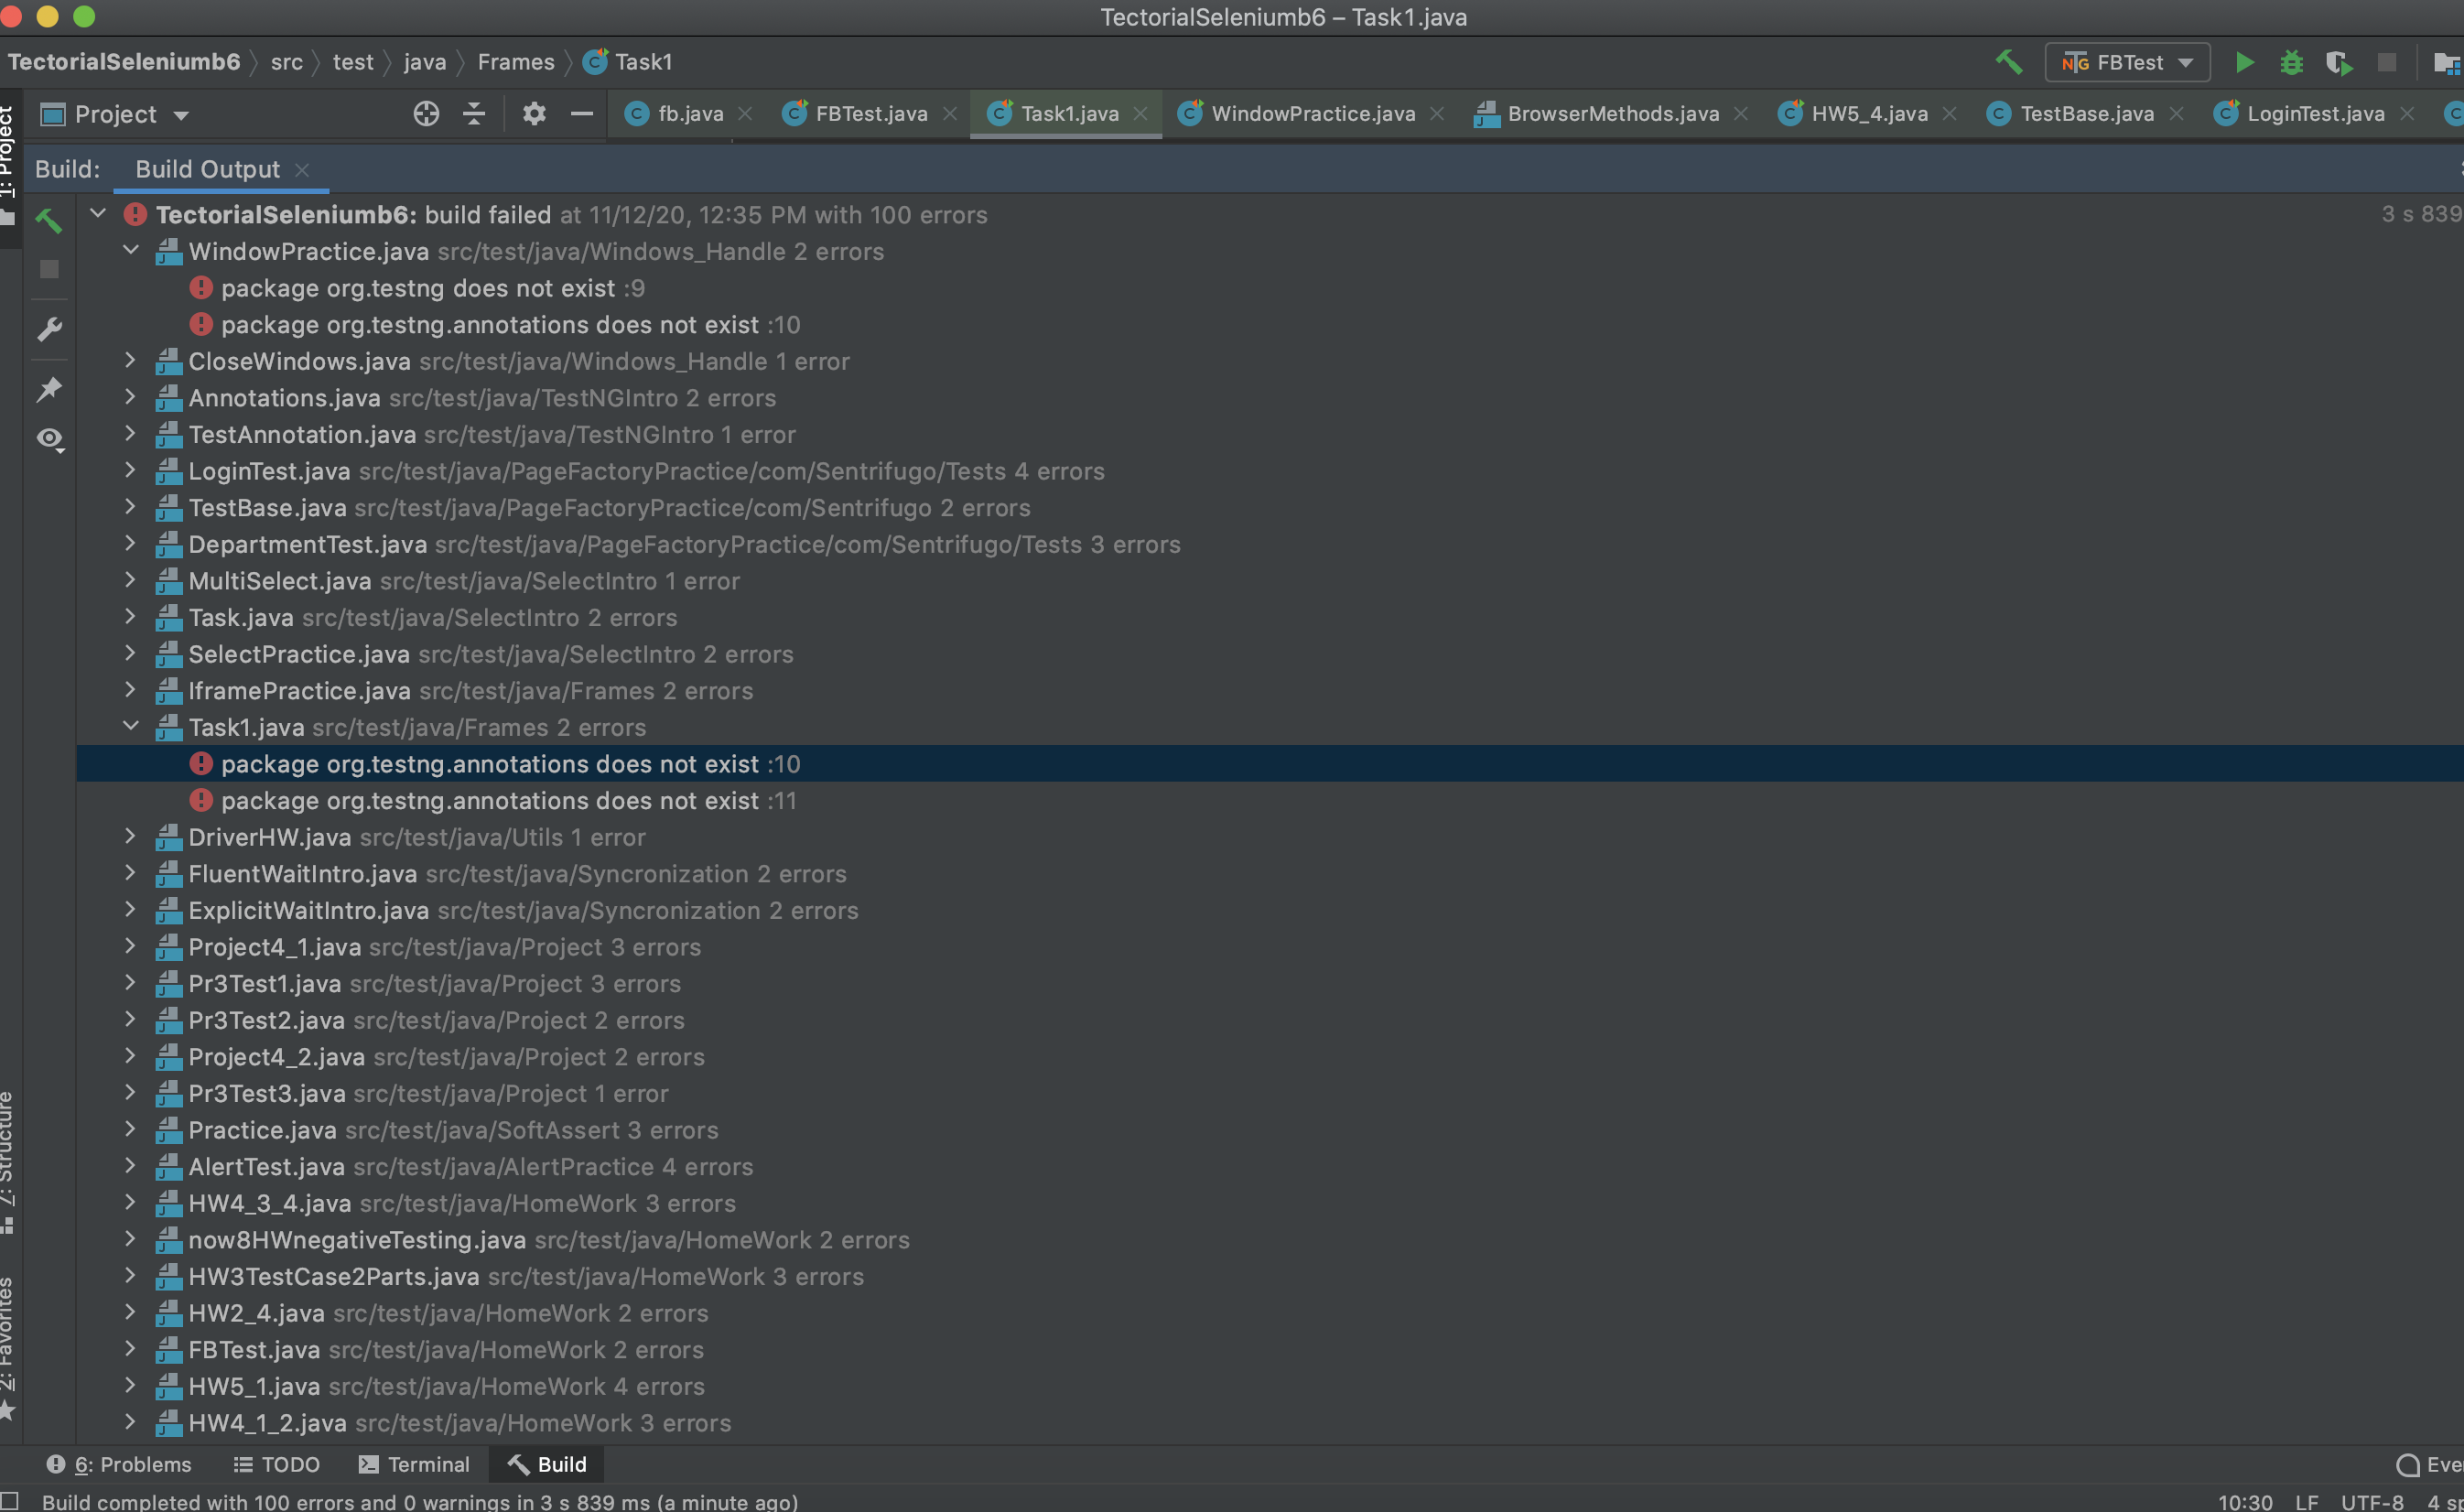 TectorialSeleniumb6 – Task1.java
TectorialSeleniumb6 src test java Frames Task1 FBTest
Project fb.java FBTest.java Task1.java WindowPractice.java BrowserMethods.java HW5_4.java TestBase.java LoginTest.java
1: Project
Build: Build Output
TectorialSeleniumb6: build failed at 11/12/20, 12:35 PM with 100 errors 3 s 839
WindowPractice.java src/test/java/Windows_Handle 2 errors
package org.testng does not exist :9
package org.testng.annotations does not exist :10
CloseWindows.java src/test/java/Windows_Handle 1 error
Annotations.java src/test/java/TestNGIntro 2 errors
TestAnnotation.java src/test/java/TestNGIntro 1 error
LoginTest.java src/test/java/PageFactoryPractice/com/Sentrifugo/Tests 4 errors
TestBase.java src/test/java/PageFactoryPractice/com/Sentrifugo 2 errors
DepartmentTest.java src/test/java/PageFactoryPractice/com/Sentrifugo/Tests 3 errors
MultiSelect.java src/test/java/SelectIntro 1 error
Task.java src/test/java/SelectIntro 2 errors
SelectPractice.java src/test/java/SelectIntro 2 errors
IframePractice.java src/test/java/Frames 2 errors
Task1.java src/test/java/Frames 2 errors
package org.testng.annotations does not exist :10
package org.testng.annotations does not exist :11
DriverHW.java src/test/java/Utils 1 error
FluentWaitIntro.java src/test/java/Syncronization 2 errors
ExplicitWaitIntro.java src/test/java/Syncronization 2 errors
Project4_1.java src/test/java/Project 3 errors
Pr3Test1.java src/test/java/Project 3 errors
Pr3Test2.java src/test/java/Project 2 errors
Project4_2.java src/test/java/Project 2 errors
Pr3Test3.java src/test/java/Project 1 error
Practice.java src/test/java/SoftAssert 3 errors
AlertTest.java src/test/java/AlertPractice 4 errors
HW4_3_4.java src/test/java/HomeWork 3 errors
now8HWnegativeTesting.java src/test/java/HomeWork 2 errors
HW3TestCase2Parts.java src/test/java/HomeWork 3 errors
HW2_4.java src/test/java/HomeWork 2 errors
FBTest.java src/test/java/HomeWork 2 errors
HW5_1.java src/test/java/HomeWork 4 errors
HW4_1_2.java src/test/java/HomeWork 3 errors
7: Structure
2: Favorites
6: Problems TODO Terminal Build Eve
Build completed with 100 errors and 0 warnings in 3 s 839 ms (a minute ago) 10:30 LF UTF-8 4 s